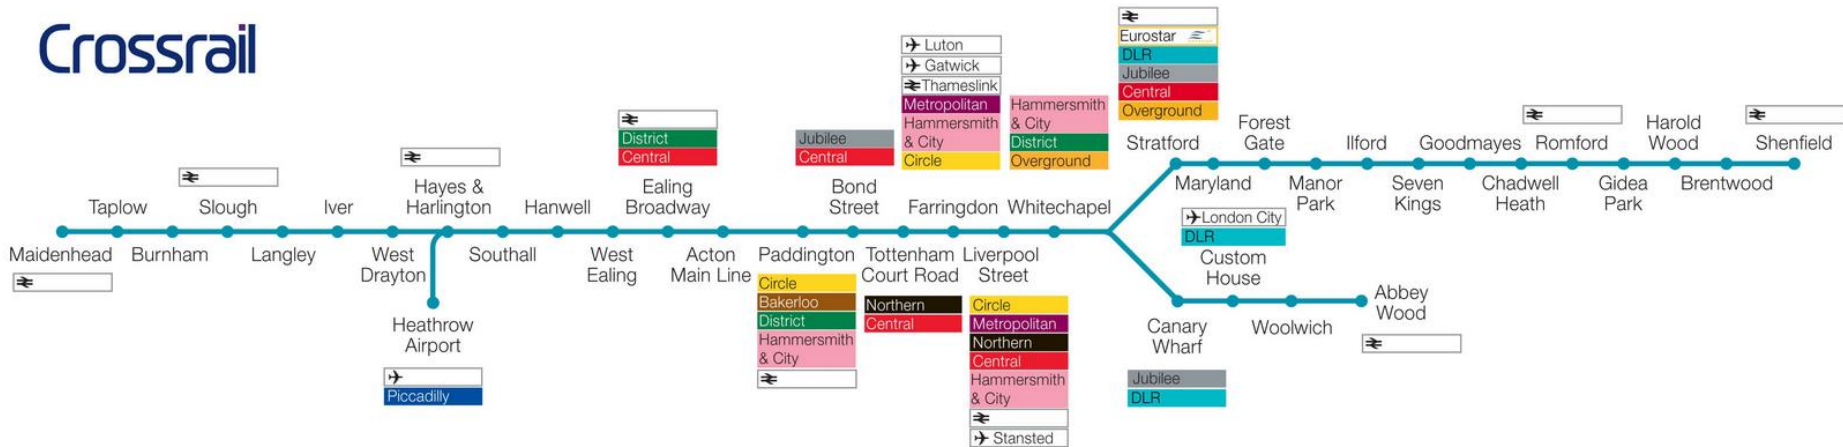 Crossrail
Maidenhead
Taplow
Burnham
Slough
Langley
Iver
West
Drayton
Hayes &
Harlington
Heathrow
Airport
Piccadilly
Southall
Hanwell
West
Ealing
District
Central
Ealing
Broadway
Acton
Main Line
Paddington
Circle
Bakerloo
District
Hammersmith
& City
Jubilee
Central
Bond
Street
Tottenham
Court Road
Northern
Central
Luton
Gatwick
Thameslink
Metropolitan
Hammersmith
& City
Circle
Farringdon
Liverpool
Street
Circle
Metropolitan
Northern
Central
Hammersmith
& City
Stansted
Hammersmith
& City
District
Overground
Whitechapel
Eurostar
DLR
Jubilee
Central
Overground
Stratford
Maryland
Forest
Gate
Manor
Park
Ilford
Seven
Kings
Goodmayes
Chadwell
Heath
Romford
Gidea
Park
Harold
Wood
Brentwood
Shenfield
Canary
Wharf
Jubilee
DLR
London City
DLR
Custom
House
Woolwich
Abbey
Wood